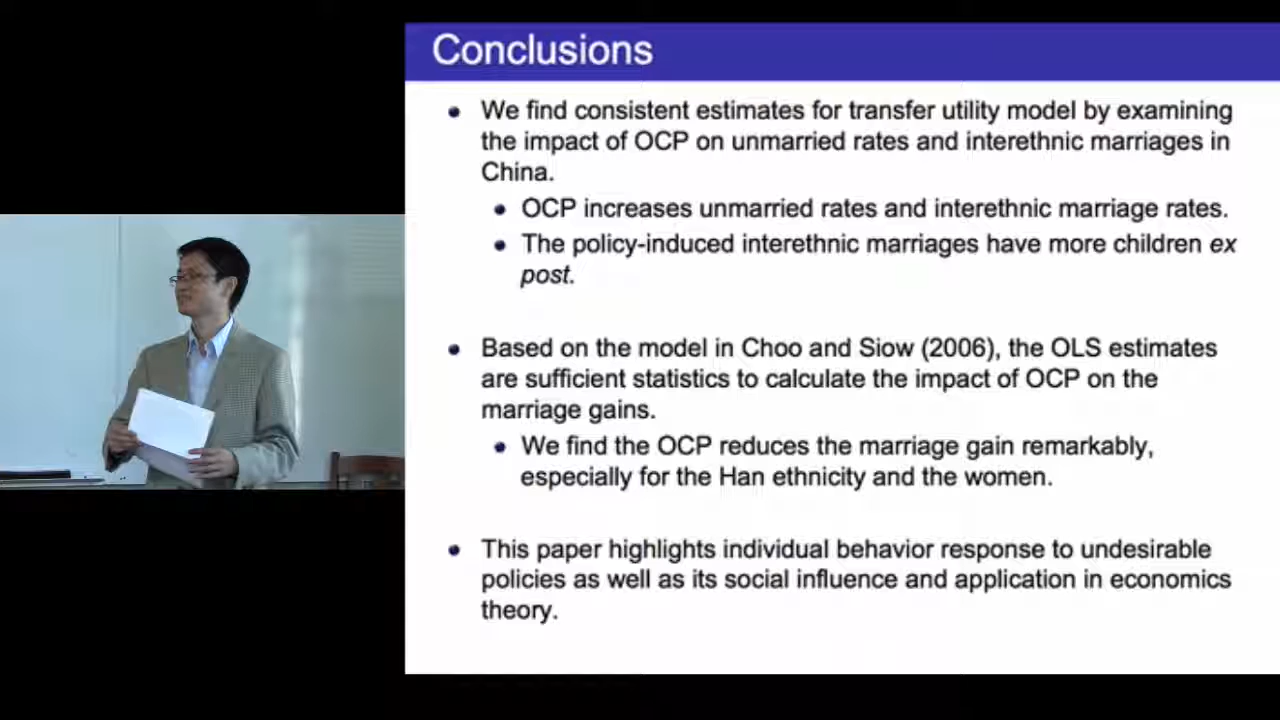 Conclusions
We find consistent estimates for transfer utility model by examining
the impact of OCP on unmarried rates and interethnic marriages in
China.
OCP increases unmarried rates and interethnic marriage rates.
The policy-induced interethnic marriages have more children ex
post.
Based on the model in Choo and Siow (2006), the OLS estimates
are sufficient statistics to calculate the impact of OCP on the
marriage gains.
We find the OCP reduces the marriage gain remarkably,
especially for the Han ethnicity and the women.
This paper highlights individual behavior response to undesirable
policies as well as its social influence and application in economics
theory.